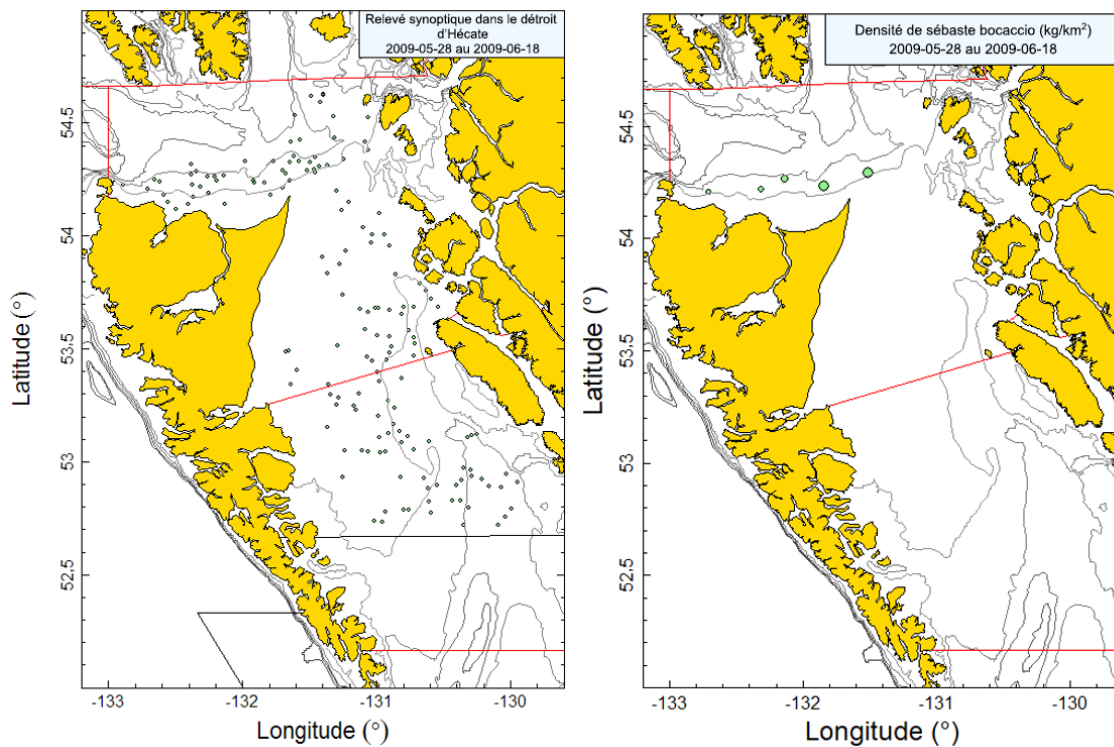 Relevé synoptique dans le détroit
d'Hécate
2009-05-28 au 2009-06-18
54,5
54
53,5
53
52,5
Latitude (°)
-133
-132
-131
-130
Longitude (°)
Densité de sébaste bocaccio (kg/km²)
2009-05-28 au 2009-06-18
54,5
54
53,5
53
52,5
Latitude (°)
-133
-132
-131
-130
Longitude (°)